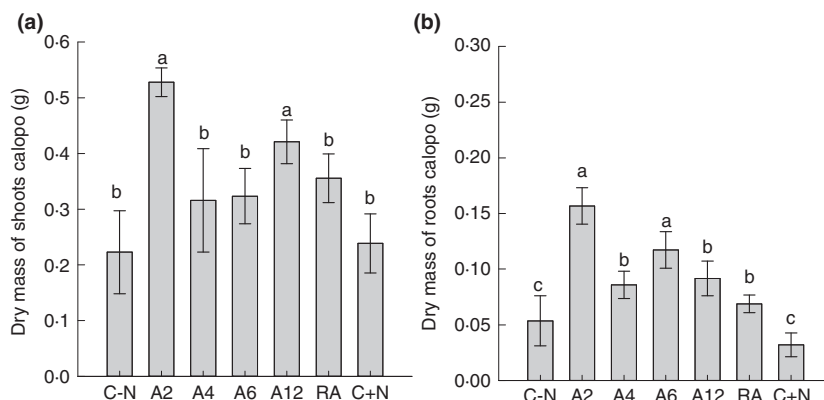 (a)
Dry mass of shoots calopo (g)
0·6
0·5
0·4
0·3
0·2
0·1
0·0
b
a
b
b
a
b
b
C-N A2 A4 A6 A12 RA C+N
(b)
Dry mass of roots calopo (g)
0·30
0·25
0·20
0·15
0·10
0·05
0·00
c
a
b
a
b
b
c
C-N A2 A4 A6 A12 RA C+N